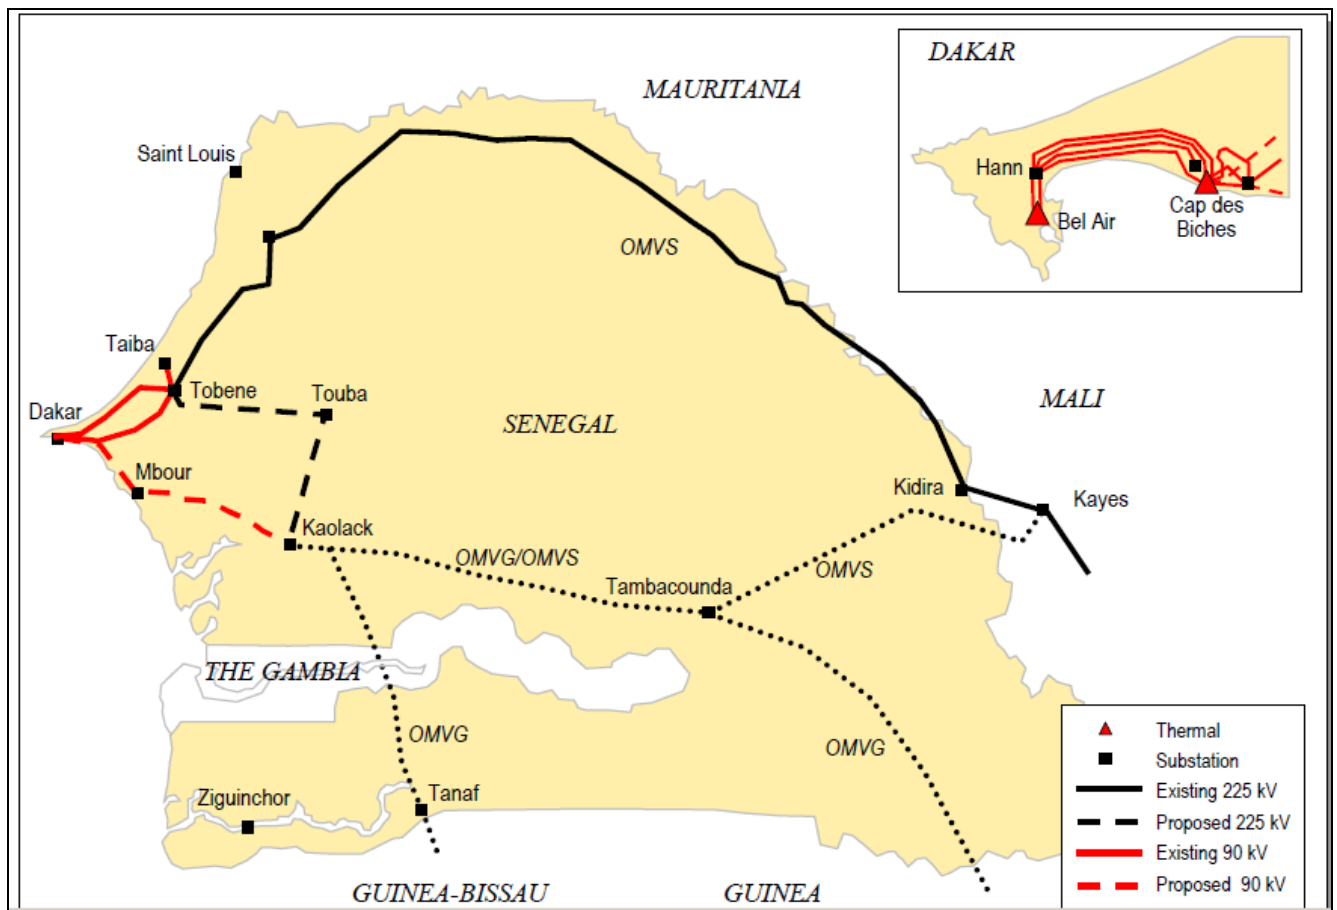 DAKAR
MAURITANIA
Saint Louis
Hann
Cap des
Biches
Bel Air
OMVS
Taiba
Tobene
Touba
MALI
Dakar
SENEGAL
Mbour
Kidira
Kayes
Kaolack
OMVG/OMVS
OMVS
Tambacounda
THE GAMBIA
OMVG
OMVG
Tanaf
Ziguinchor
Thermal
Substation
Existing 225 kV
Proposed 225 kV
Existing 90 kV
Proposed 90 kV
GUINEA-BISSAU
GUINEA